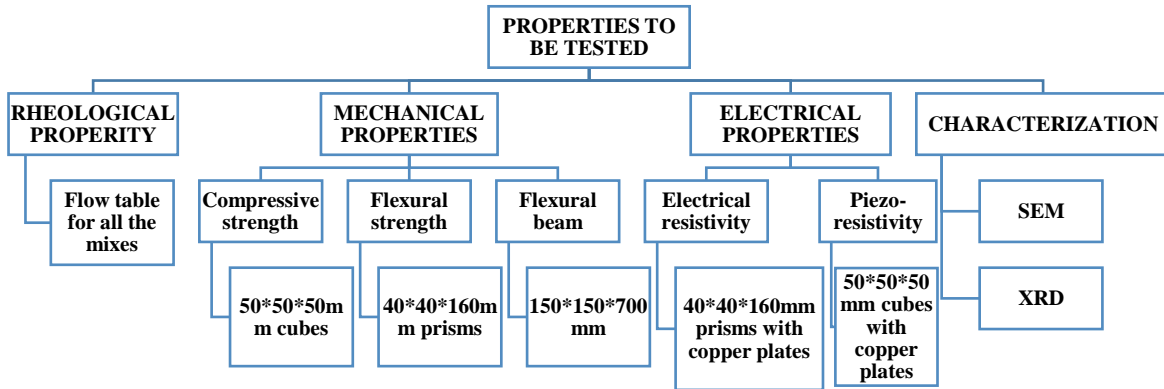 PROPERTIES TO
BE TESTED
RHEOLOGICAL
PROPERITY
MECHANICAL
PROPERTIES
ELECTRICAL
PROPERTIES
CHARACTERIZATION
Flow table
for all the
mixes
Compressive
strength
Flexural
strength
Flexural
beam
Electrical
resistivity
Piezo-
resistivity
SEM
50*50*50m
m cubes
40*40*160m
m prisms
150*150*700
mm
40*40*160mm
prisms with
copper plates
50*50*50
mm cubes
with
copper
plates
XRD